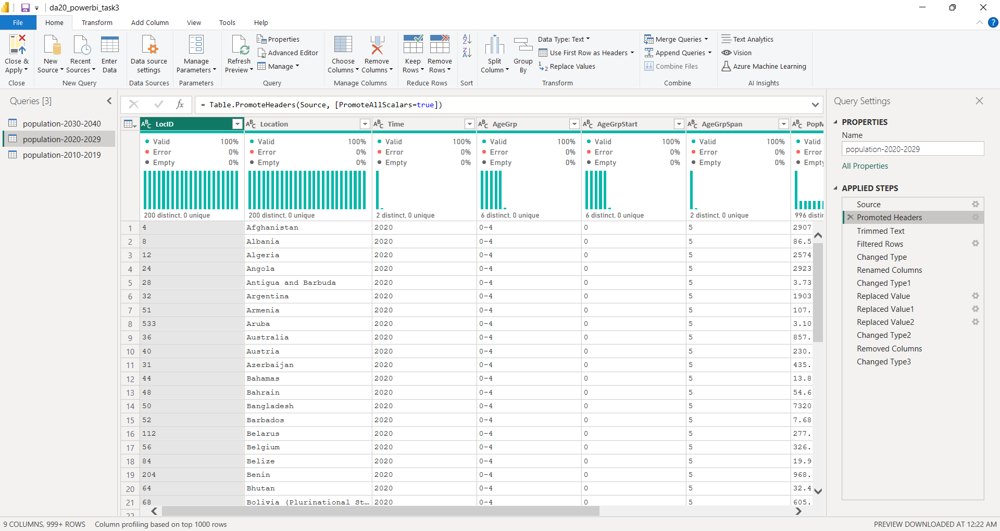 da20_powerbi_task3
File Home Transform Add Column View Tools Help
Close & Apply
Close
New Source
Recent Sources
Enter Data
New Query
Data source settings
Data Sources
Manage Parameters
Parameters
Refresh Preview
Properties
Advanced Editor
Manage
Query
Choose Columns
Remove Columns
Manage Columns
Keep Rows
Remove Rows
Reduce Rows
Sort
Split Column
Group By
Data Type: Text
Use First Row as Headers
Replace Values
Transform
Merge Queries
Append Queries
Combine Files
Combine
Text Analytics
Vision
Azure Machine Learning
AI Insights
Queries [3]
population-2030-2040
population-2020-2029
population-2010-2019
fx = Table.PromoteHeaders(Source, [PromoteAllScalars=true])
LocID Location Time AgeGrp AgeGrpStart AgeGrpSpan PopM
Valid 100% Valid 100% Valid 100% Valid 100% Valid 100% Valid 100% Valid
Error 0% Error 0% Error 0% Error 0% Error 0% Error 0% Error
Empty 0% Empty 0% Empty 0% Empty 0% Empty 0% Empty 0% Empty
200 distinct, 0 unique 200 distinct, 0 unique 2 distinct, 0 unique 6 distinct, 0 unique 6 distinct, 0 unique 2 distinct, 0 unique 996 distin
1 4 Afghanistan 2020 0-4 0 5 2907
2 8 Albania 2020 0-4 0 5 86.5
3 12 Algeria 2020 0-4 0 5 2574
4 24 Angola 2020 0-4 0 5 2923
5 28 Antigua and Barbuda 2020 0-4 0 5 3.73
6 32 Argentina 2020 0-4 0 5 1903
7 51 Armenia 2020 0-4 0 5 107.
8 533 Aruba 2020 0-4 0 5 3.10
9 36 Australia 2020 0-4 0 5 857.
10 40 Austria 2020 0-4 0 5 230.
11 31 Azerbaijan 2020 0-4 0 5 435.
12 44 Bahamas 2020 0-4 0 5 13.8
13 48 Bahrain 2020 0-4 0 5 54.6
14 50 Bangladesh 2020 0-4 0 5 7320
15 52 Barbados 2020 0-4 0 5 7.68
16 112 Belarus 2020 0-4 0 5 277.
17 56 Belgium 2020 0-4 0 5 326.
18 84 Belize 2020 0-4 0 5 19.9
19 204 Benin 2020 0-4 0 5 968.
20 64 Bhutan 2020 0-4 0 5 32.4
21 68 Bolivia (Plurinational St... 2020 0-4 0 5 605.
22
Query Settings
PROPERTIES
Name
population-2020-2029
All Properties
APPLIED STEPS
Source
Promoted Headers
Trimmed Text
Filtered Rows
Changed Type
Renamed Columns
Changed Type1
Replaced Value
Replaced Value1
Replaced Value2
Changed Type2
Removed Columns
Changed Type3
9 COLUMNS, 999+ ROWS Column profiling based on top 1000 rows
PREVIEW DOWNLOADED AT 12:22 AM